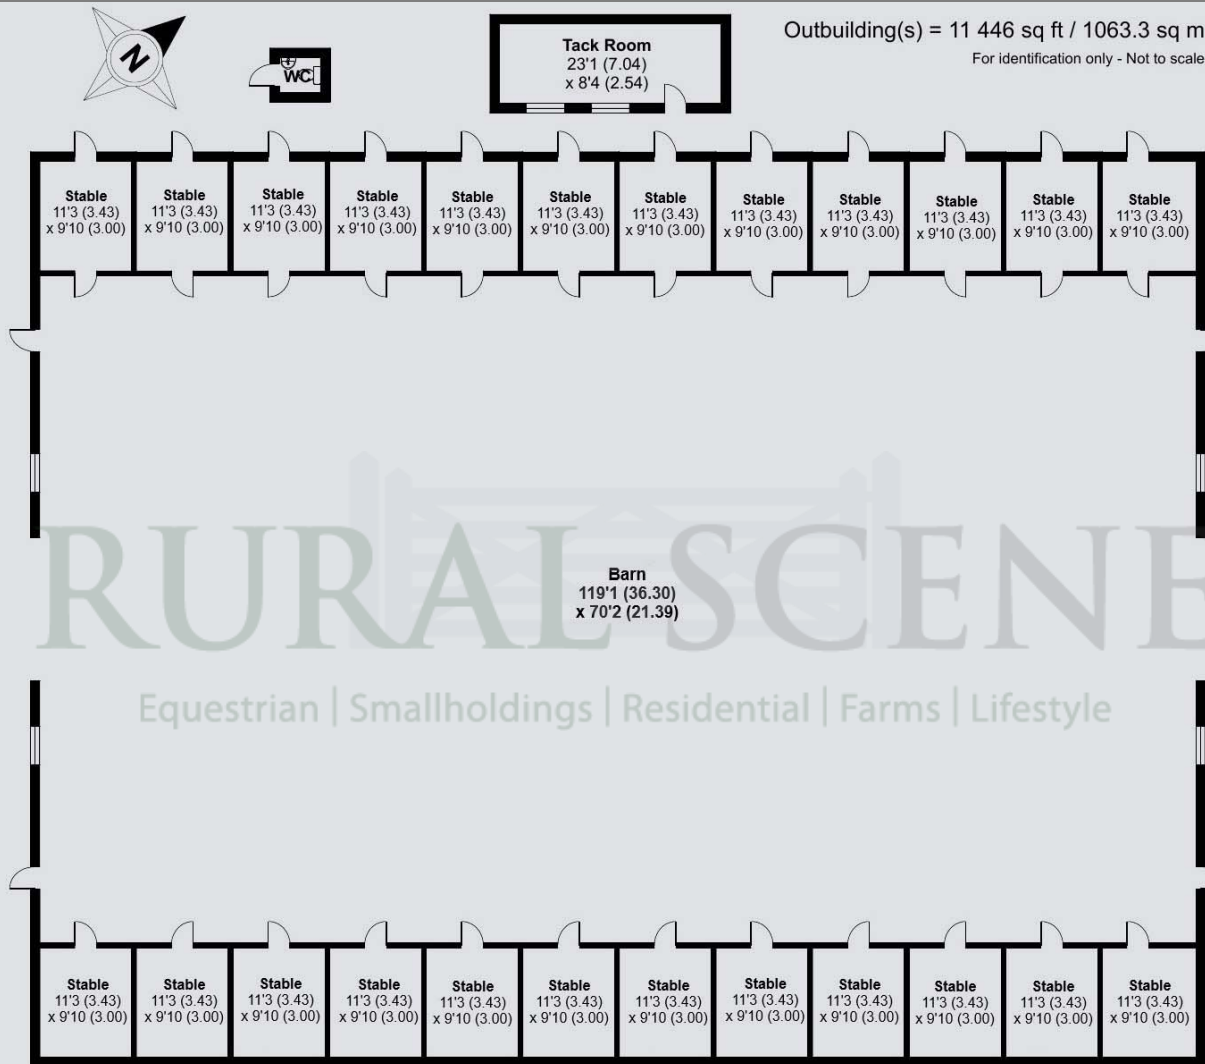 Outbuilding(s) = 11 446 sq ft / 1063.3 sq m
For identification only - Not to scale
N
WC
Tack Room
23'1 (7.04)
x 8'4 (2.54)
Stable
11'3 (3.43)
x 9'10 (3.00)
Stable
11'3 (3.43)
x 9'10 (3.00)
Stable
11'3 (3.43)
x 9'10 (3.00)
Stable
11'3 (3.43)
x 9'10 (3.00)
Stable
11'3 (3.43)
x 9'10 (3.00)
Stable
11'3 (3.43)
x 9'10 (3.00)
Stable
11'3 (3.43)
x 9'10 (3.00)
Stable
11'3 (3.43)
x 9'10 (3.00)
Stable
11'3 (3.43)
x 9'10 (3.00)
Stable
11'3 (3.43)
x 9'10 (3.00)
Stable
11'3 (3.43)
x 9'10 (3.00)
Stable
11'3 (3.43)
x 9'10 (3.00)
RURAL SCENE
Barn
119'1 (36.30)
x 70'2 (21.39)
Equestrian | Smallholdings | Residential | Farms | Lifestyle
Stable
11'3 (3.43)
x 9'10 (3.00)
Stable
11'3 (3.43)
x 9'10 (3.00)
Stable
11'3 (3.43)
x 9'10 (3.00)
Stable
11'3 (3.43)
x 9'10 (3.00)
Stable
11'3 (3.43)
x 9'10 (3.00)
Stable
11'3 (3.43)
x 9'10 (3.00)
Stable
11'3 (3.43)
x 9'10 (3.00)
Stable
11'3 (3.43)
x 9'10 (3.00)
Stable
11'3 (3.43)
x 9'10 (3.00)
Stable
11'3 (3.43)
x 9'10 (3.00)
Stable
11'3 (3.43)
x 9'10 (3.00)
Stable
11'3 (3.43)
x 9'10 (3.00)